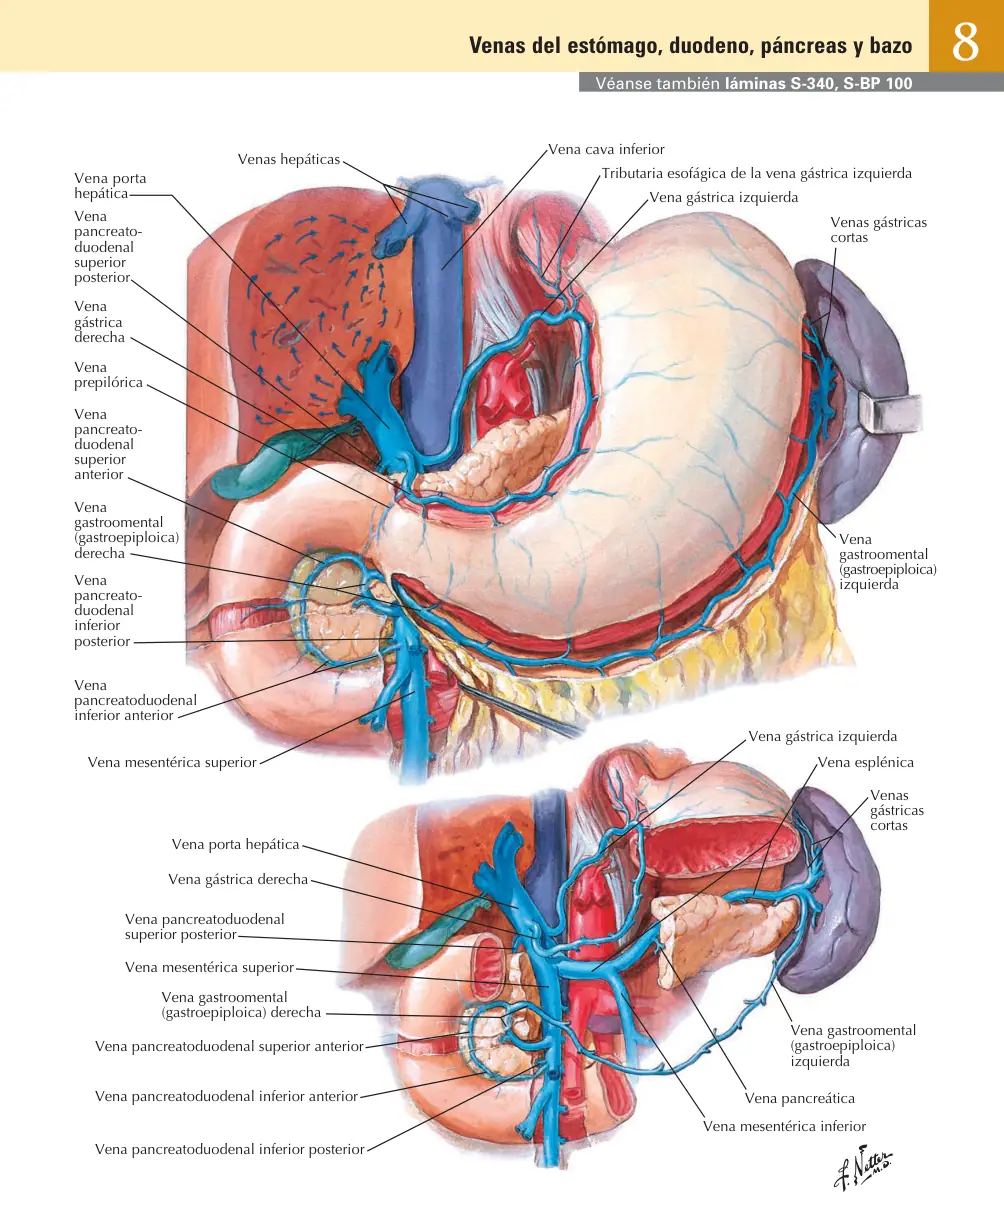 Venas del estómago, duodeno, páncreas y bazo
8
Véanse también láminas S-340, S-BP 100
Venas hepáticas
Vena cava inferior
Tributaria esofágica de la vena gástrica izquierda
Vena gástrica izquierda
Venas gástricas
cortas
Vena porta
hepática
Vena
pancreato-
duodenal
superior
posterior
Vena
gástrica
derecha
Vena
prepilórica
Vena
pancreato-
duodenal
superior
anterior
Vena
gastroomental
(gastroepiploica)
derecha
Vena
pancreato-
duodenal
inferior
posterior
Vena
pancreatoduodenal
inferior anterior
Vena mesentérica superior
Vena
gastroomental
(gastroepiploica)
izquierda
Vena gástrica izquierda
Vena esplénica
Venas
gástricas
cortas
Vena porta hepática
Vena gástrica derecha
Vena pancreatoduodenal
superior posterior
Vena mesentérica superior
Vena gastroomental
(gastroepiploica) derecha
Vena pancreatoduodenal superior anterior
Vena pancreatoduodenal inferior anterior
Vena pancreatoduodenal inferior posterior
Vena gastroomental
(gastroepiploica)
izquierda
Vena pancreática
Vena mesentérica inferior
F. Netter
M.D.